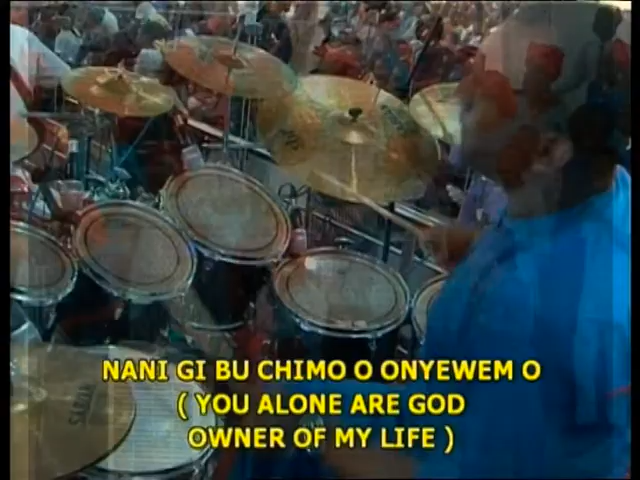 NANI GI BU CHIMO O ONYEWEM O
( YOU ALONE ARE GOD
OWNER OF MY LIFE )